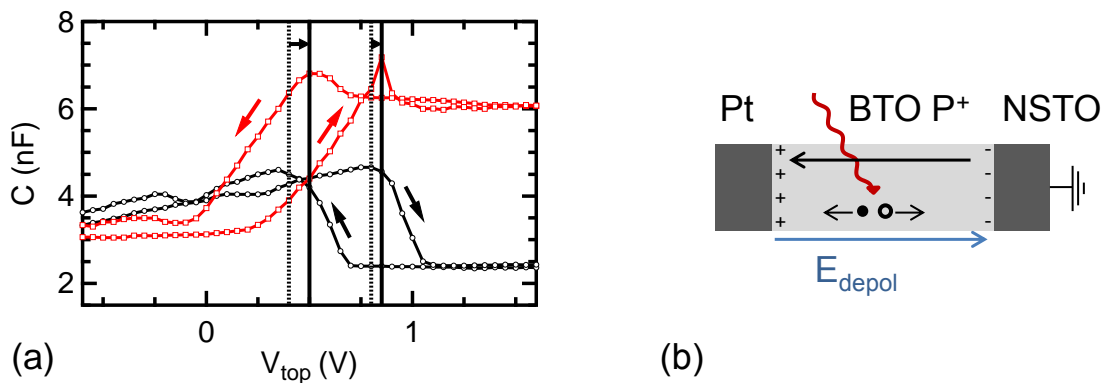 8
6
4
2
C (nF)
0
1
V_top (V)
(a)
Pt
BTO P⁺
NSTO
+
+
+
+
-
-
-
-
E_depol
(b)